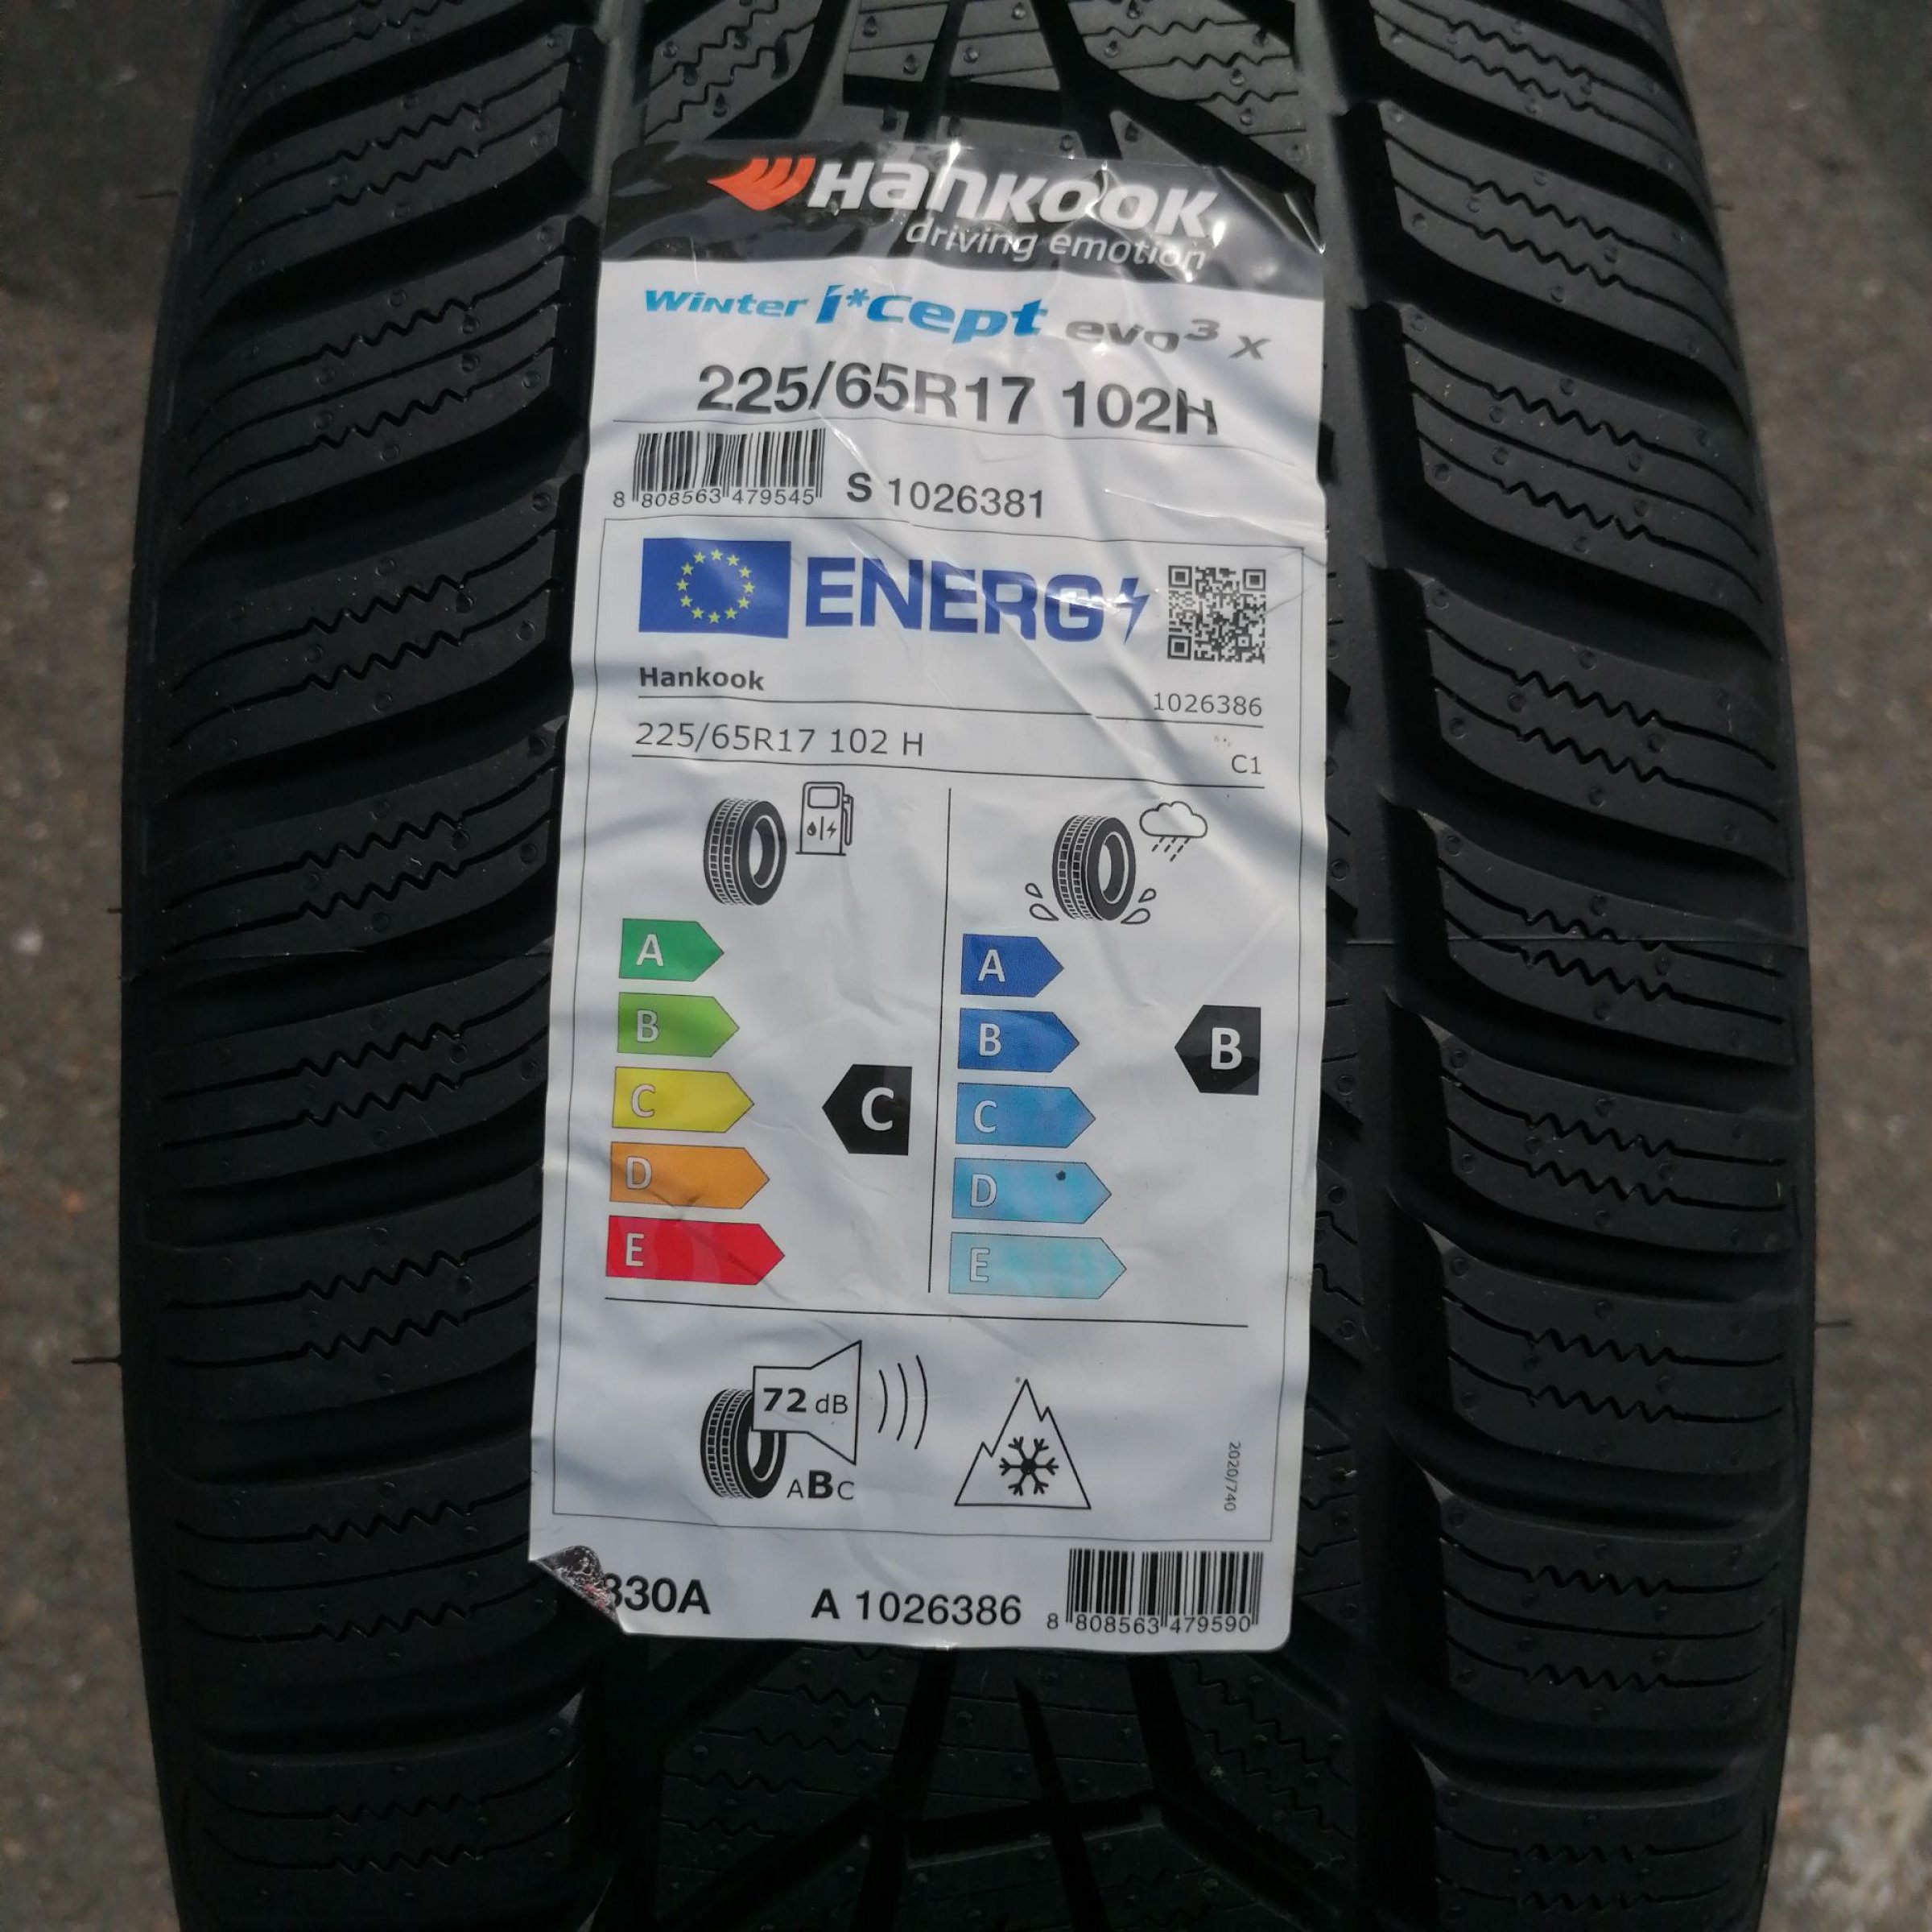 Hankook
driving emotion
Winter i*cept evo³ x
225/65R17 102H
8 808563 479545
S 1026381
ENERG
Hankook
1026386
225/65R17 102 H
C1
A
B
C
D
E
C
A
B
C
D
E
B
72 dB
ABC
2020/740
330A
A 1026386
8 808563 479590